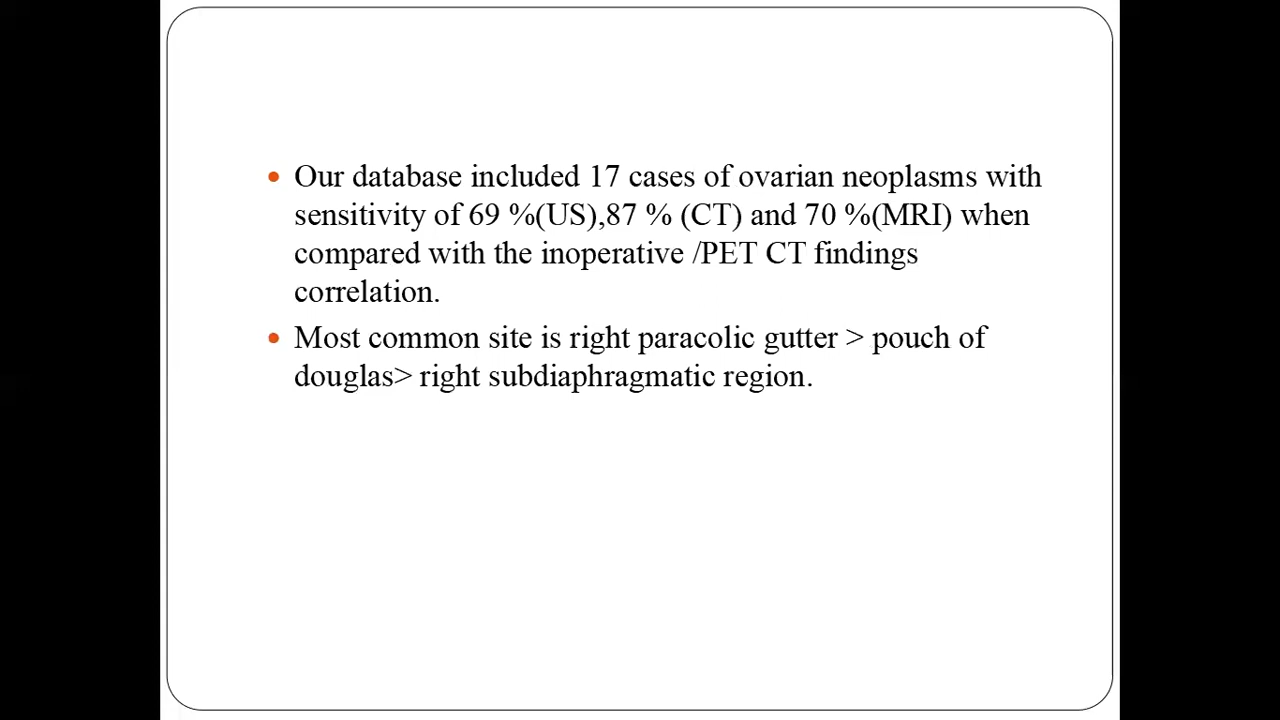 Our database included 17 cases of ovarian neoplasms with
sensitivity of 69 %(US),87 % (CT) and 70 %(MRI) when
compared with the inoperative /PET CT findings
correlation.
Most common site is right paracolic gutter > pouch of
douglas> right subdiaphragmatic region.